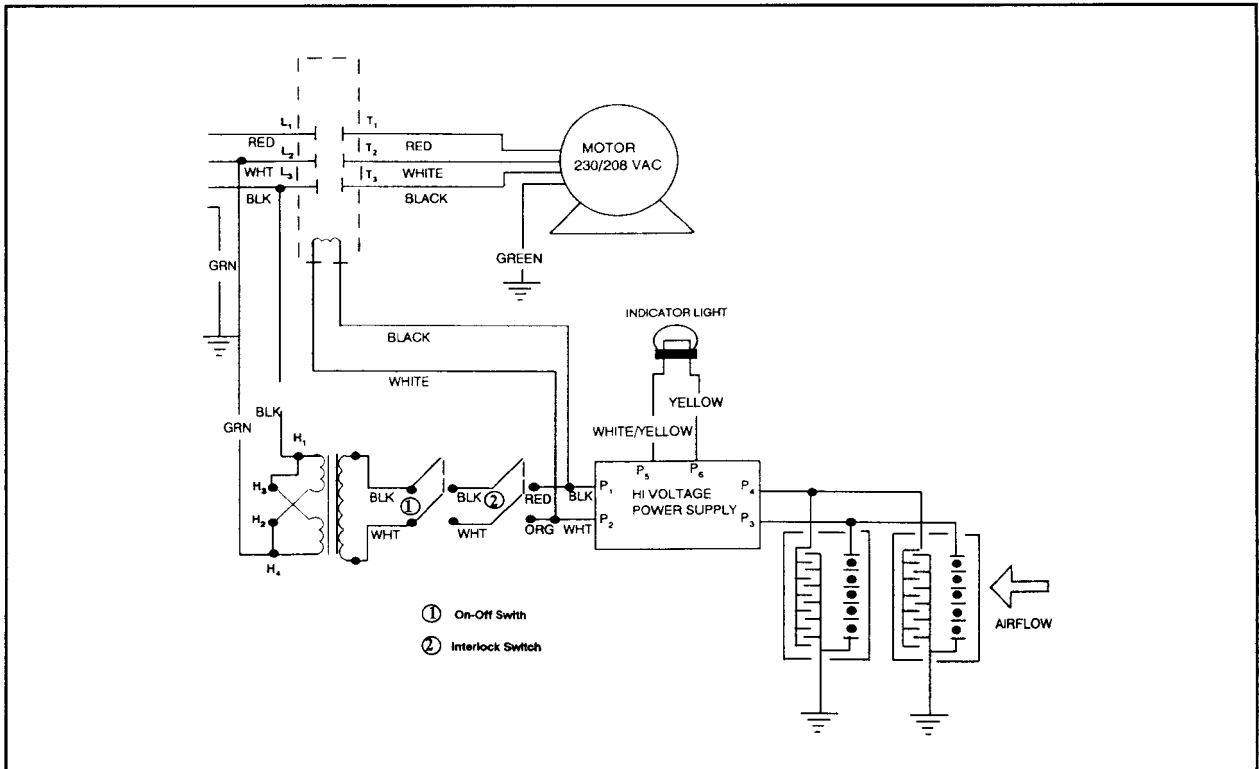 L1 T1
RED RED
L2 T2
WHT WHITE
L3 T3
BLK BLACK
MOTOR
230/208 VAC
GRN
GREEN
INDICATOR LIGHT
BLACK
WHITE
YELLOW
WHITE/YELLOW
BLK
GRN
H1
H3
H2
H4
BLK ① BLK ② RED BLK
WHT WHT ORG WHT
P5 P6
P1 HI VOLTAGE P4
P2 POWER SUPPLY P3
① On-Off Swith
② Interlock Switch
AIRFLOW